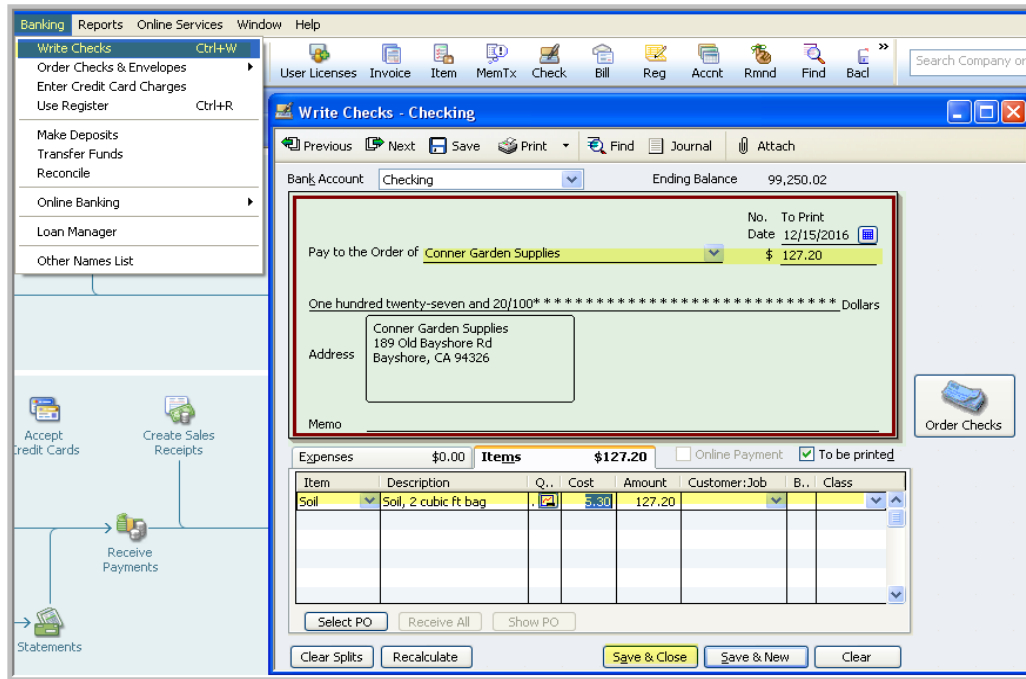 Banking Reports Online Services Window Help
Write Checks Ctrl+W
Order Checks & Envelopes
Enter Credit Card Charges
Use Register Ctrl+R
Make Deposits
Transfer Funds
Reconcile
Online Banking
Loan Manager
Other Names List
User Licenses Invoice Item MemTx Check Bill Reg Accnt Rmnd Find Bacl
Search Company or
Write Checks - Checking
Previous Next Save Print Find Journal Attach
Bank Account Checking Ending Balance 99,250.02
No. To Print
Date 12/15/2016
Pay to the Order of Conner Garden Supplies $ 127.20
One hundred twenty-seven and 20/100* * * * * * * * * * * * * * * * * * * * * * * * * * * * * Dollars
Conner Garden Supplies
189 Old Bayshore Rd
Address Bayshore, CA 94326
Memo
Order Checks
Expenses $0.00 Items $127.20 Online Payment To be printed
Item Description Q.. Cost Amount Customer:Job B.. Class
Soil Soil, 2 cubic ft bag . 5.30 127.20
Select PO Receive All Show PO
Clear Splits Recalculate Save & Close Save & New Clear
Accept
Credit Cards
Create Sales
Receipts
Receive
Payments
Statements